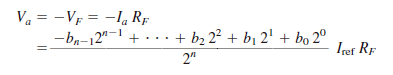 V_a = −V_F = −I_a R_F
= −b_{n−1}2^{n−1} + · · · + b_2 2^2 + b_1 2^1 + b_0 2^0 / 2^n I_ref R_F